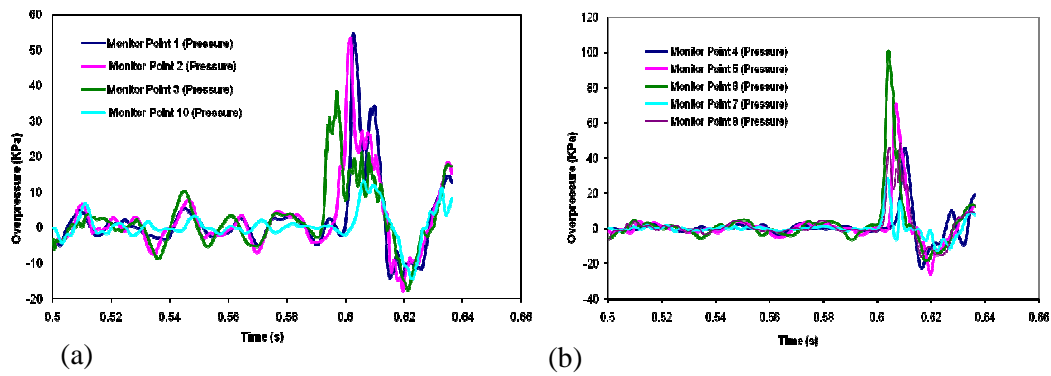 60
50
40
30
20
10
0
-10
-20
Overpressure (KPa)
Monitor Point 1 (Pressure)
Monitor Point 2 (Pressure)
Monitor Point 3 (Pressure)
Monitor Point 10 (Pressure)
0.5 0.52 0.54 0.56 0.58 0.6 0.62 0.64 0.66
Time (s)
(a)
120
100
80
60
40
20
0
-20
-40
Overpressure (KPa)
Monitor Point 4 (Pressure)
Monitor Point 5 (Pressure)
Monitor Point 6 (Pressure)
Monitor Point 7 (Pressure)
Monitor Point 8 (Pressure)
0.5 0.52 0.54 0.56 0.58 0.6 0.62 0.64 0.66
Time (s)
(b)